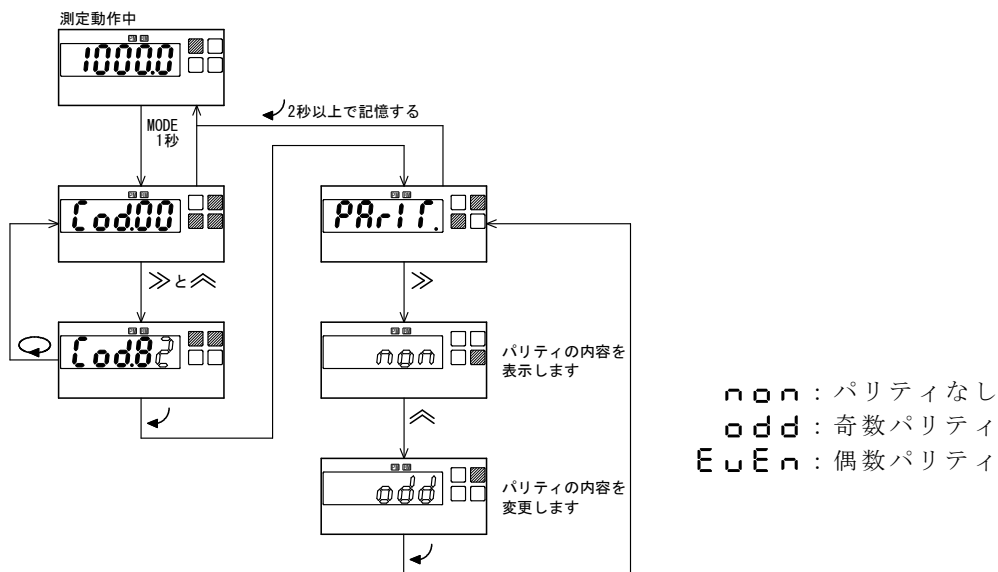 測定動作中
1000.0
2秒以上で記憶する
MODE
1秒
Cod.00
PArIT.
≫と︽
≫
Cod.82
non
パリティの内容を
表示します
non：パリティなし
odd：奇数パリティ
EvEn：偶数パリティ
︽
odd
パリティの内容を
変更します